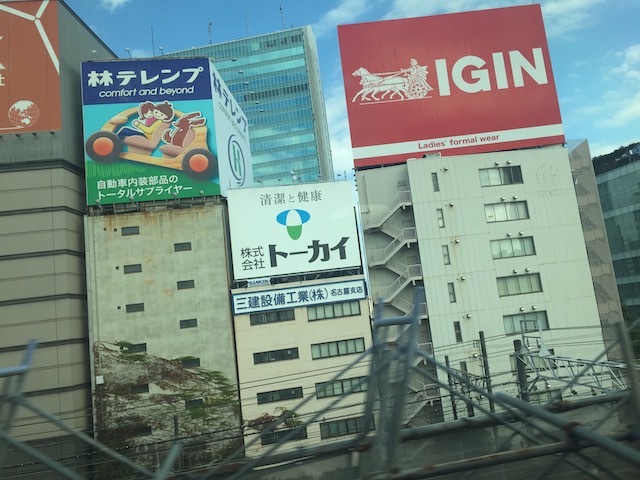 林テレンプ
comfort and beyond
自動車内装部品の
トータルサプライヤー
清潔と健康
株式
会社
トーカイ
SANKEN
三建設備工業(株) 名古屋支店
IGIN
Ladies' formal wear